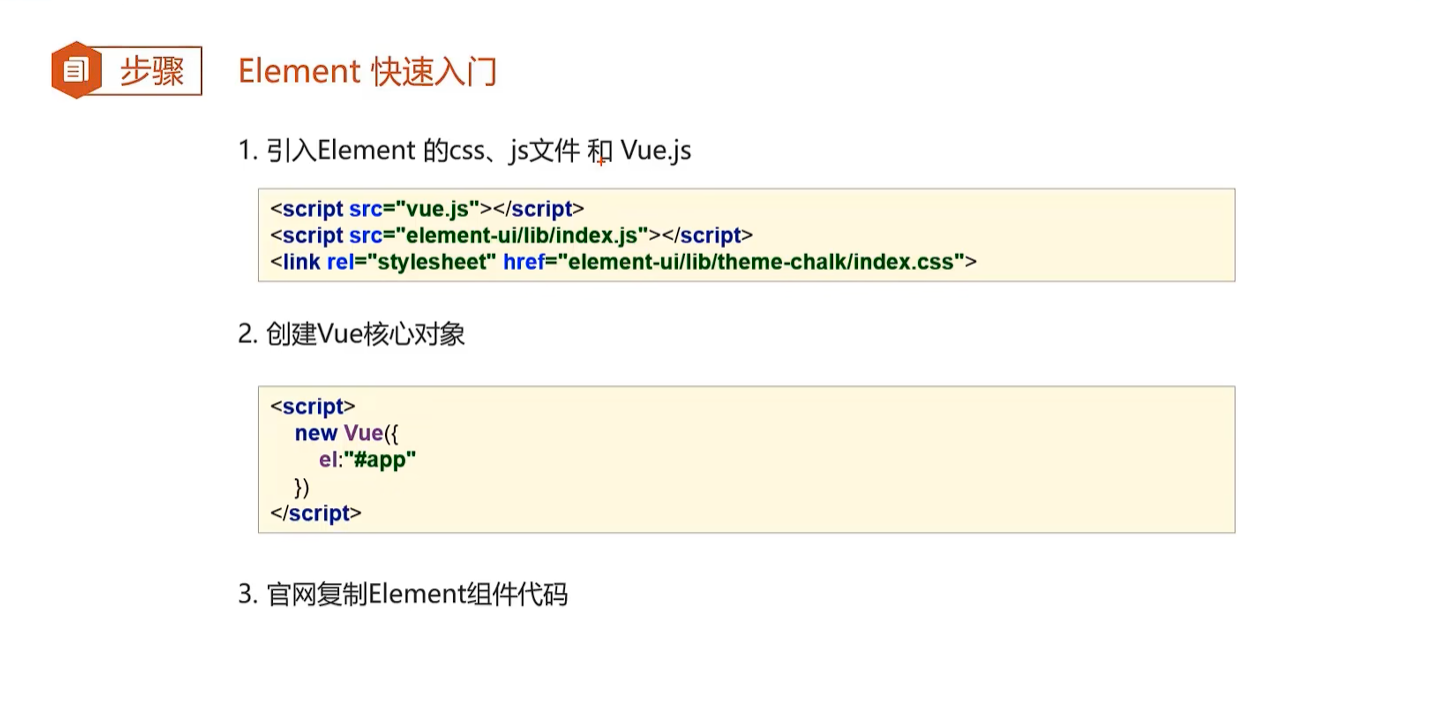 步骤
Element 快速入门
1. 引入Element 的css、js文件 和 Vue.js
<script src="vue.js"></script>
<script src="element-ui/lib/index.js"></script>
<link rel="stylesheet" href="element-ui/lib/theme-chalk/index.css">
2. 创建Vue核心对象
<script>
new Vue({
el:"#app"
})
</script>
3. 官网复制Element组件代码